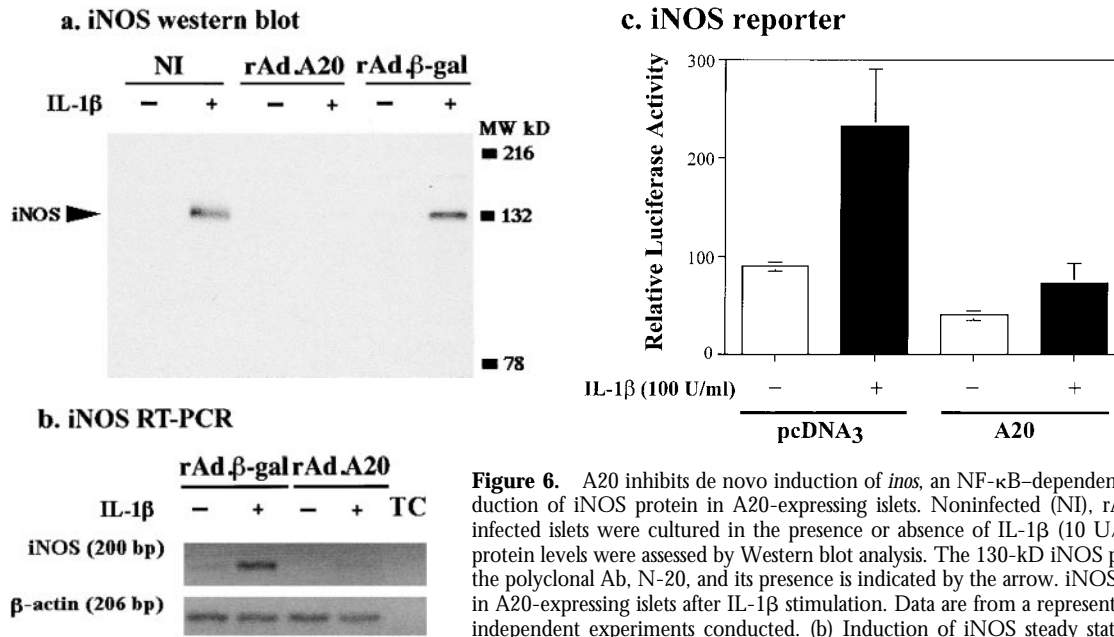 a. iNOS western blot
NI rAd.A20 rAd.β-gal
IL-1β − + − + − +
MW kD
216
iNOS 132
78
b. iNOS RT-PCR
rAd.β-gal rAd.A20
IL-1β − + − + TC
iNOS (200 bp)
β-actin (206 bp)
c. iNOS reporter
Relative Luciferase Activity
300
200
100
0
IL-1β (100 U/ml) − + − +
pcDNA3 A20
Figure 6. A20 inhibits de novo induction of inos, an NF-κB–dependen
duction of iNOS protein in A20-expressing islets. Noninfected (NI), rA
infected islets were cultured in the presence or absence of IL-1β (10 U/
protein levels were assessed by Western blot analysis. The 130-kD iNOS p
the polyclonal Ab, N-20, and its presence is indicated by the arrow. iNOS
in A20-expressing islets after IL-1β stimulation. Data are from a represent
independent experiments conducted. (b) Induction of iNOS steady stat